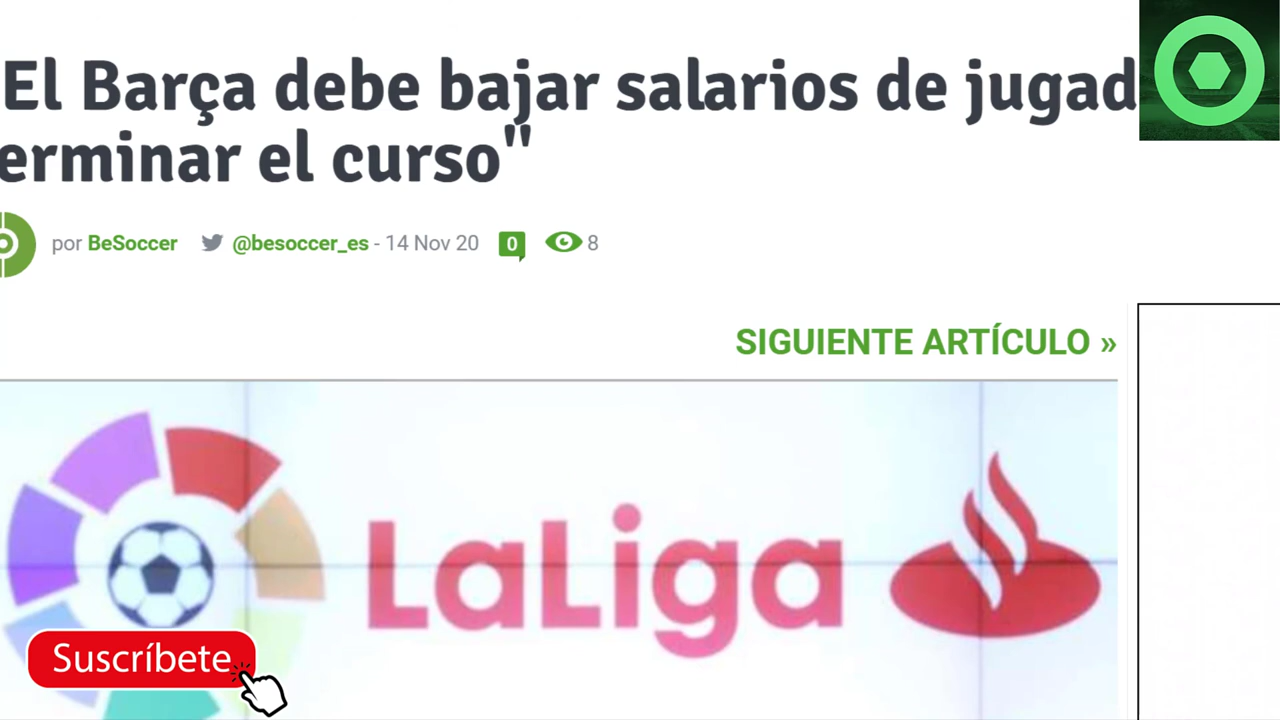 El Barça debe bajar salarios de jugad
erminar el curso"
por BeSoccer @besoccer_es - 14 Nov 20 0 8
SIGUIENTE ARTÍCULO »
LaLiga
Suscríbete